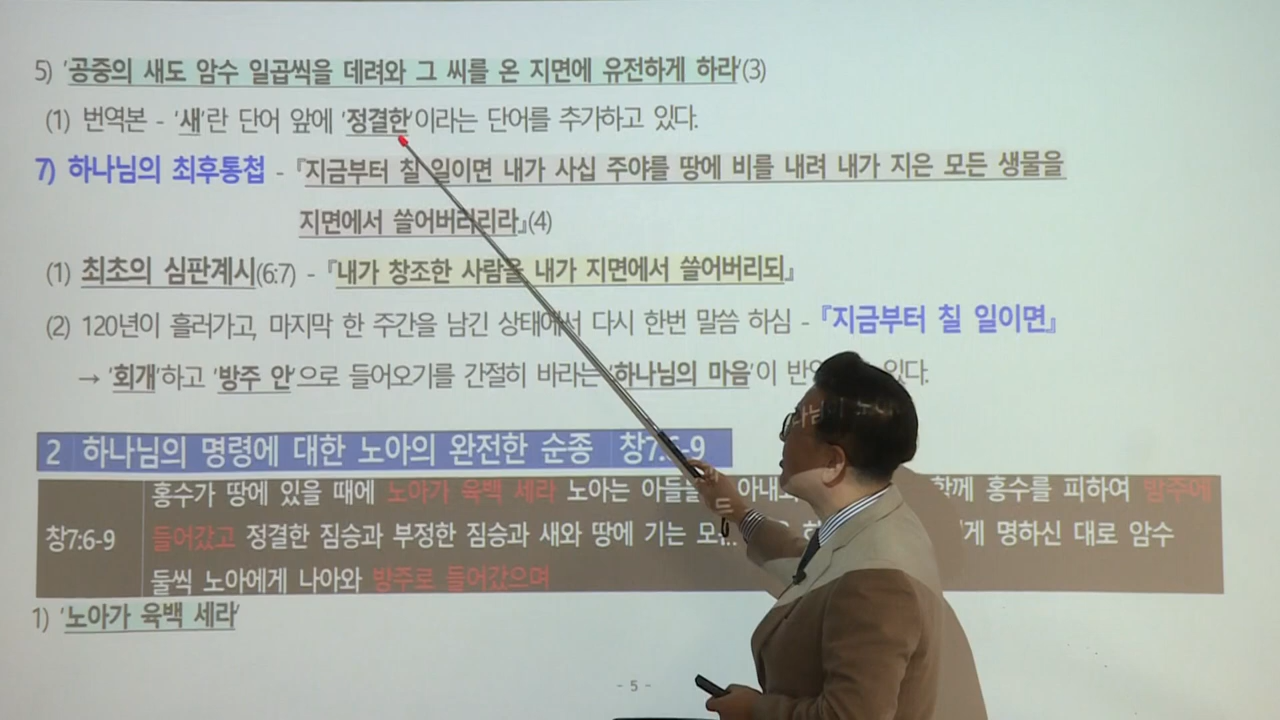 5) '공중의 새도 암수 일곱씩을 데려와 그 씨를 온 지면에 유전하게 하라'(3)
(1) 번역본 - '새'란 단어 앞에 '정결한'이라는 단어를 추가하고 있다.
7) 하나님의 최후통첩 - 『지금부터 칠 일이면 내가 사십 주야를 땅에 비를 내려 내가 지은 모든 생물을
지면에서 쓸어버리리라』(4)
(1) 최초의 심판계시(6:7) - 『내가 창조한 사람을 내가 지면에서 쓸어버리되』
(2) 120년이 흘러가고, 마지막 한 주간을 남긴 상태에서 다시 한번 말씀 하심 - 『지금부터 칠 일이면』
→ '회개'하고 '방주 안'으로 들어오기를 간절히 바라는 '하나님의 마음'이 있다.
2 하나님의 명령에 대한 노아의 완전한 순종 창7:6-9
창7:6-9 홍수가 땅에 있을 때에 노아가 육백 세라 노아는 함께 홍수를 피하여 방주에
들어갔고 정결한 짐승과 부정한 짐승과 새와 땅에 기는 명하신 대로 암수
둘씩 노아에게 나아와 방주로 들어갔으며
1) '노아가 육백 세라'
- 5 -